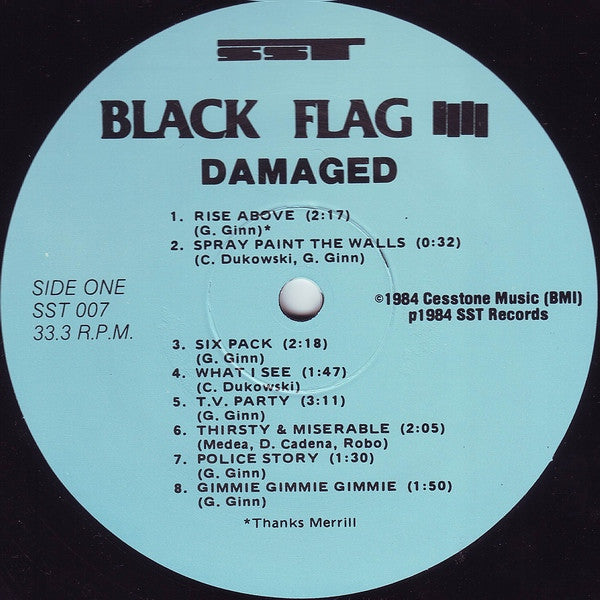 SST
BLACK FLAG
DAMAGED
1. RISE ABOVE (2:17)
(G. Ginn)*
2. SPRAY PAINT THE WALLS (0:32)
(C. Dukowski, G. Ginn)
SIDE ONE
SST 007
33.3 R.P.M.
©1984 Cesstone Music (BMI)
p1984 SST Records
3. SIX PACK (2:18)
(G. Ginn)
4. WHAT I SEE (1:47)
(C. Dukowski)
5. T.V. PARTY (3:11)
(G. Ginn)
6. THIRSTY & MISERABLE (2:05)
(Medea, D. Cadena, Robo)
7. POLICE STORY (1:30)
(G. Ginn)
8. GIMMIE GIMMIE GIMMIE (1:50)
(G. Ginn)
*Thanks Merrill